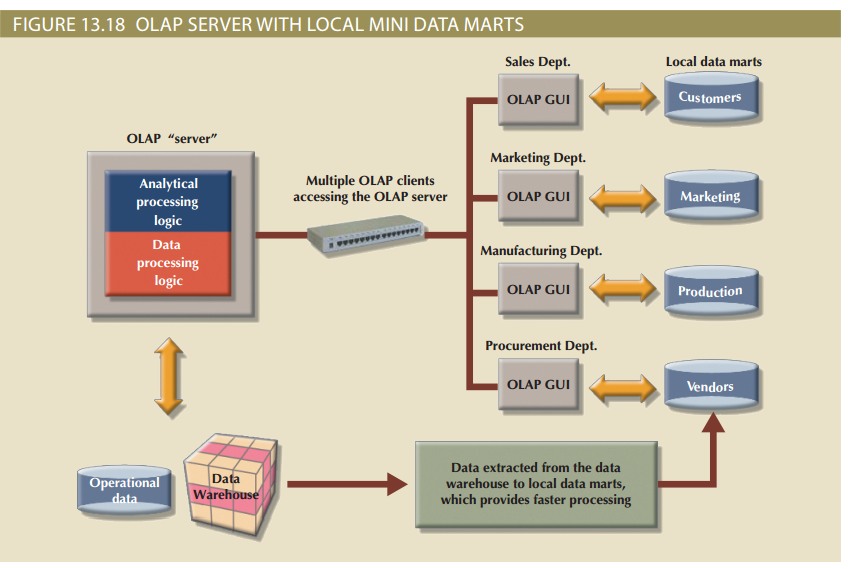 FIGURE 13.18 OLAP SERVER WITH LOCAL MINI DATA MARTS
Sales Dept.
Local data marts
OLAP GUI
Customers
OLAP “server”
Analytical
processing
logic
Data
processing
logic
Multiple OLAP clients
accessing the OLAP server
Marketing Dept.
OLAP GUI
Marketing
Manufacturing Dept.
OLAP GUI
Production
Procurement Dept.
OLAP GUI
Vendors
Operational
data
Data
Warehouse
Data extracted from the data
warehouse to local data marts,
which provides faster processing